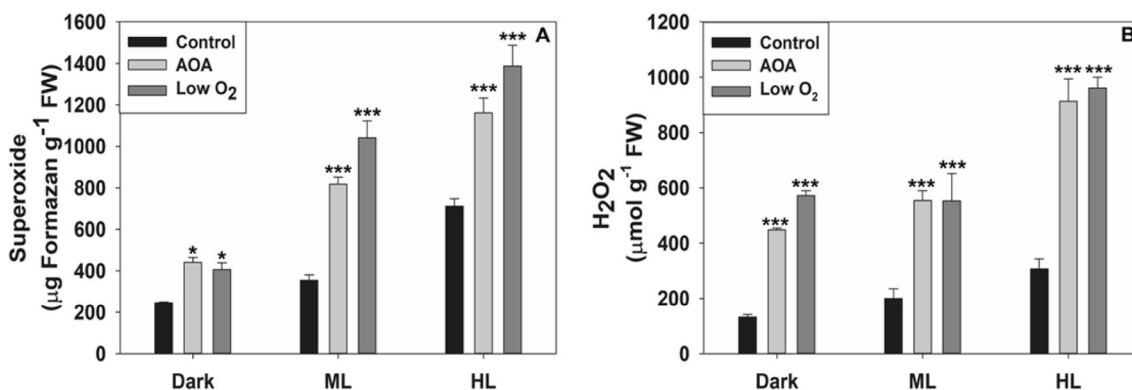 A
Control
AOA
Low O₂
Superoxide
(μg Formazan g⁻¹ FW)
1600
1400
1200
1000
800
600
400
200
0
* * *** *** *** ***
Dark ML HL
B
Control
AOA
Low O₂
H₂O₂
(μmol g⁻¹ FW)
1200
1000
800
600
400
200
0
*** *** *** *** *** ***
Dark ML HL